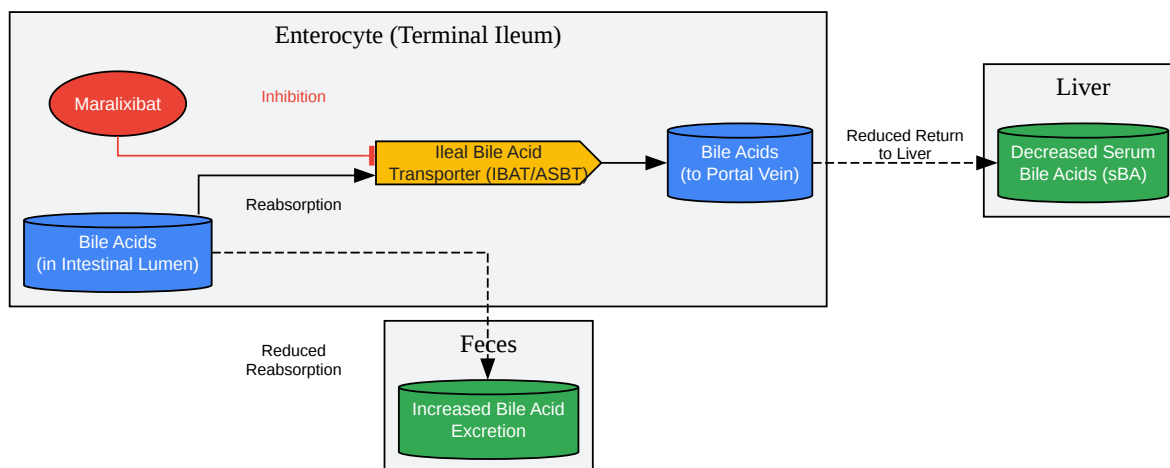 Enterocyte (Terminal Ileum)
Maralixibat
Inhibition
Ileal Bile Acid
Transporter (IBAT/ASBT)
Reabsorption
Bile Acids
(in Intestinal Lumen)
Bile Acids
(to Portal Vein)
Reduced Return
to Liver
Liver
Decreased Serum
Bile Acids (sBA)
Reduced
Reabsorption
Feces
Increased Bile Acid
Excretion